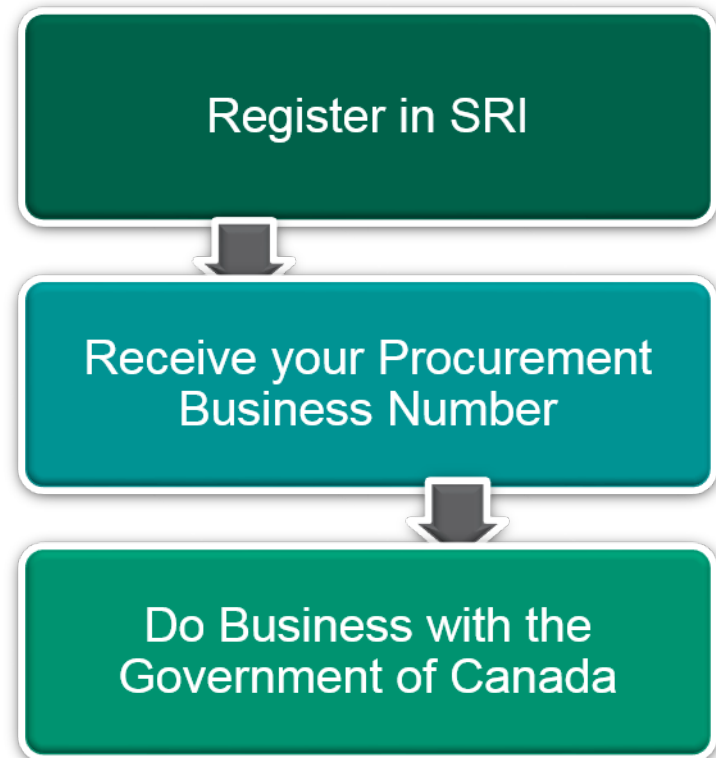 Register in SRI
Receive your Procurement
Business Number
Do Business with the
Government of Canada